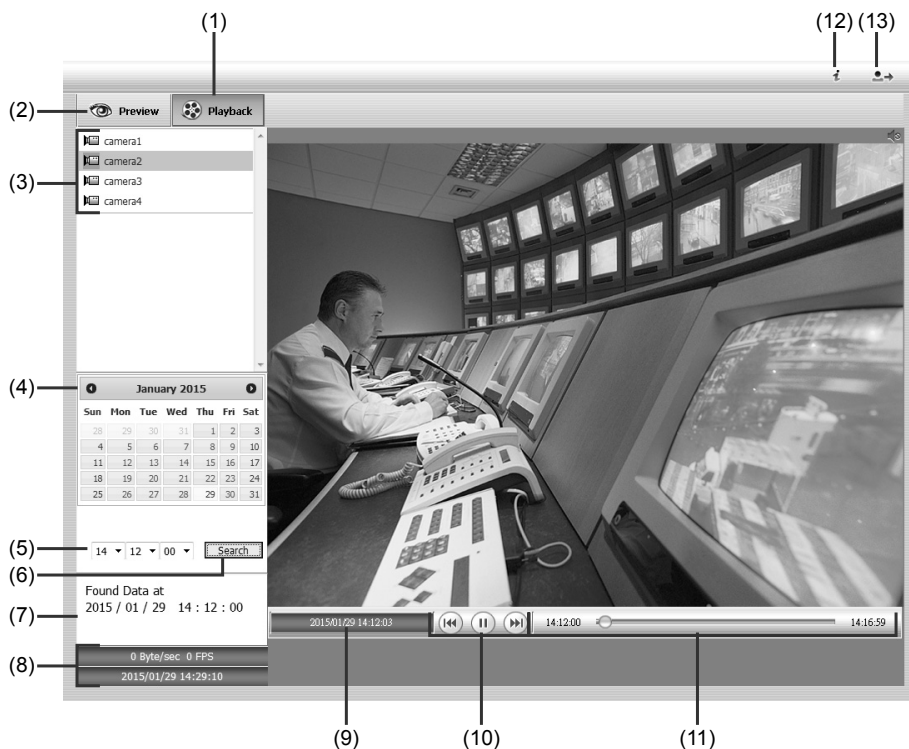 (1)
(12) (13)
(2) Preview Playback
(3)
camera1
camera2
camera3
camera4
(4) January 2015
Sun Mon Tue Wed Thu Fri Sat
28 29 30 31 1 2 3
4 5 6 7 8 9 10
11 12 13 14 15 16 17
18 19 20 21 22 23 24
25 26 27 28 29 30 31
(5) 14 12 00 Search
(6)
Found Data at
(7) 2015 / 01 / 29 14 : 12 : 00
2015/01/29 14:12:03 14:12:00 14:16:59
(8) 0 Byte/sec 0 FPS
2015/01/29 14:29:10
(9) (10) (11)